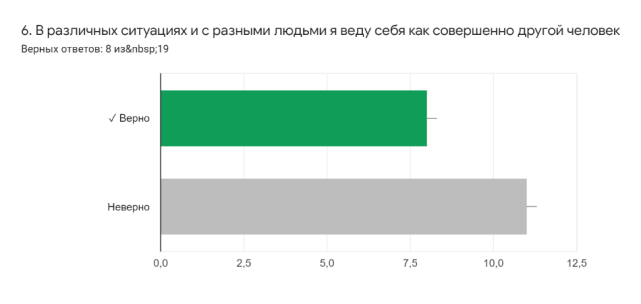 6. В различных ситуациях и с разными людьми я веду себя как совершенно другой человек
Верных ответов: 8 из&nbsp;19
✓ Верно
Неверно
0,0 2,5 5,0 7,5 10,0 12,5